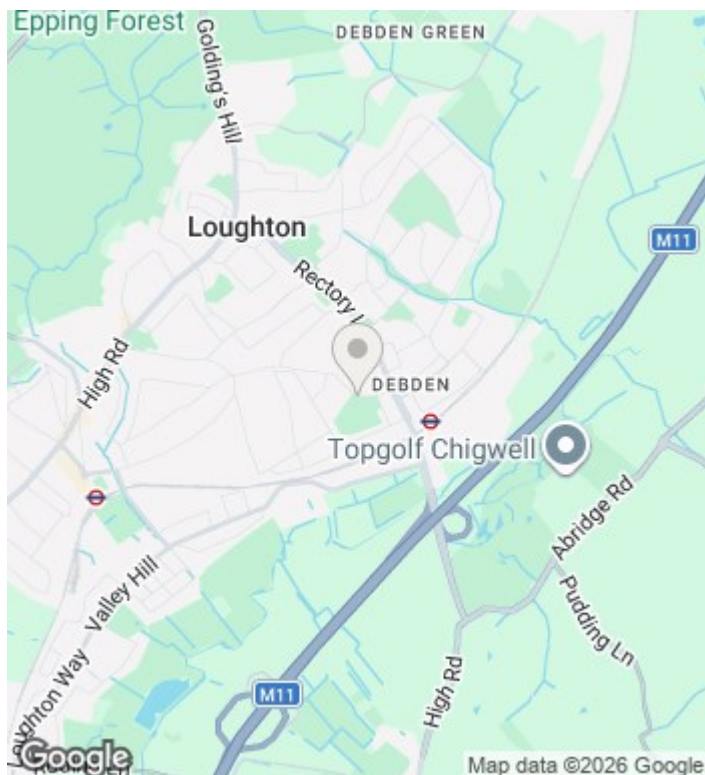 Epping Forest
DEBDEN GREEN
Golding's Hill
M11
Loughton
Rectory L
High Rd
DEBDEN
Topgolf Chigwell
Abridge Rd
Pudding Ln
Valley Hill
Loughton Way
M11
High Rd
Google
Map data ©2026 Google